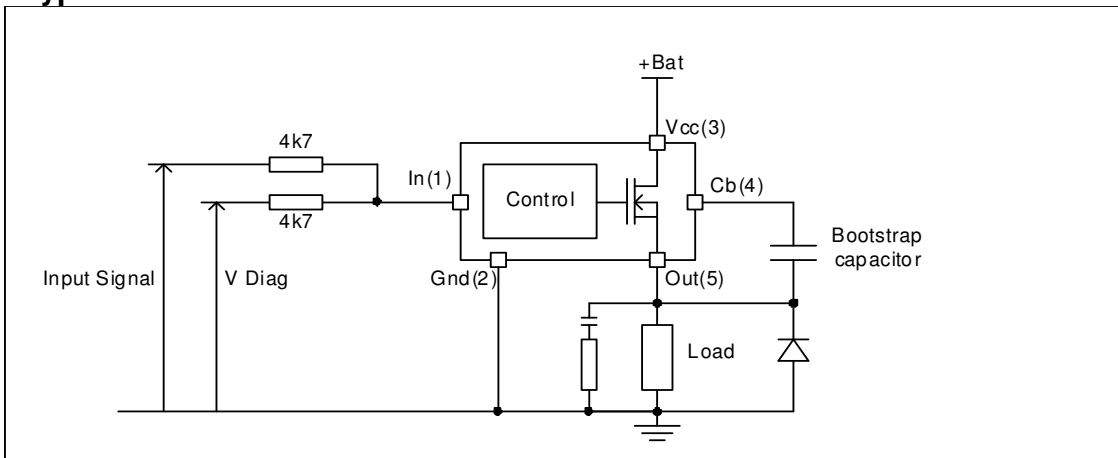 +Bat
Vcc(3)
4k7
In(1)
Control
Cb(4)
4k7
Bootstrap
capacitor
Input Signal
V Diag
Gnd(2)
Out(5)
Load